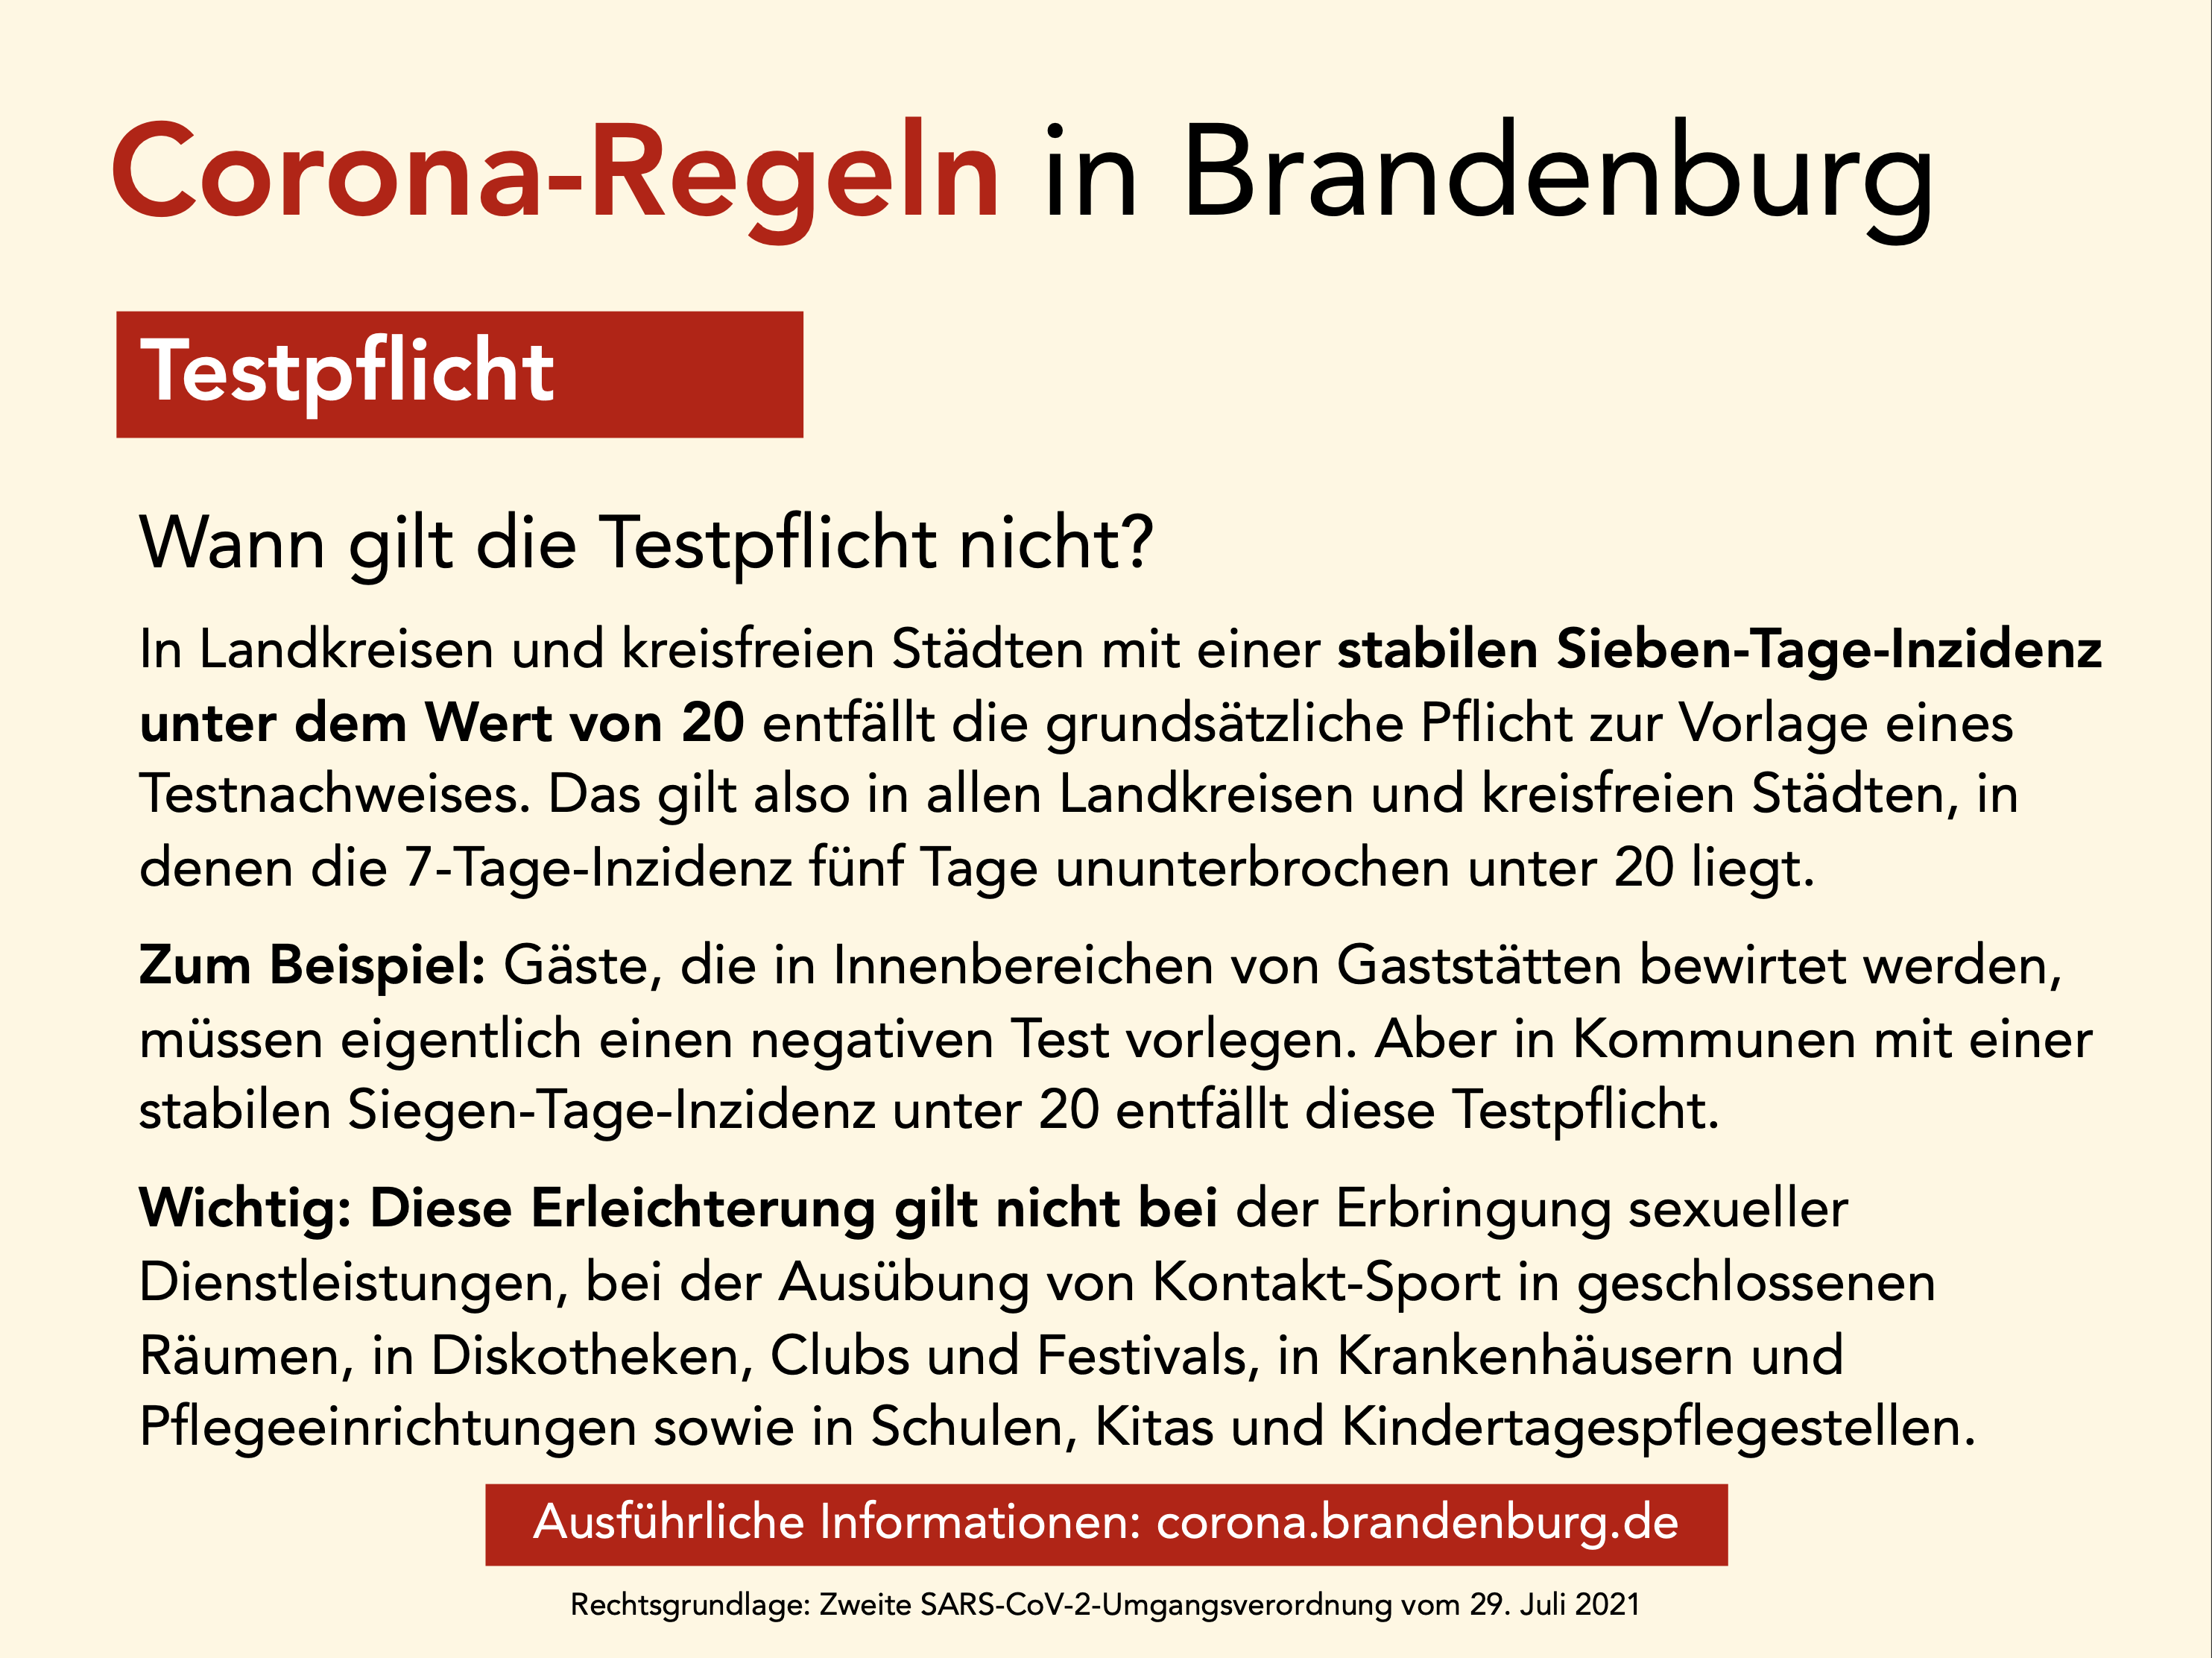 Corona-Regeln in Brandenburg
Testpflicht
Wann gilt die Testpflicht nicht?
In Landkreisen und kreisfreien Städten mit einer stabilen Sieben-Tage-Inzidenz
unter dem Wert von 20 entfällt die grundsätzliche Pflicht zur Vorlage eines
Testnachweises. Das gilt also in allen Landkreisen und kreisfreien Städten, in
denen die 7-Tage-Inzidenz fünf Tage ununterbrochen unter 20 liegt.
Zum Beispiel: Gäste, die in Innenbereichen von Gaststätten bewirtet werden,
müssen eigentlich einen negativen Test vorlegen. Aber in Kommunen mit einer
stabilen Siegen-Tage-Inzidenz unter 20 entfällt diese Testpflicht.
Wichtig: Diese Erleichterung gilt nicht bei der Erbringung sexueller
Dienstleistungen, bei der Ausübung von Kontakt-Sport in geschlossenen
Räumen, in Diskotheken, Clubs und Festivals, in Krankenhäusern und
Pflegeeinrichtungen sowie in Schulen, Kitas und Kindertagespflegestellen.
Ausführliche Informationen: corona.brandenburg.de
Rechtsgrundlage: Zweite SARS-CoV-2-Umgangsverordnung vom 29. Juli 2021